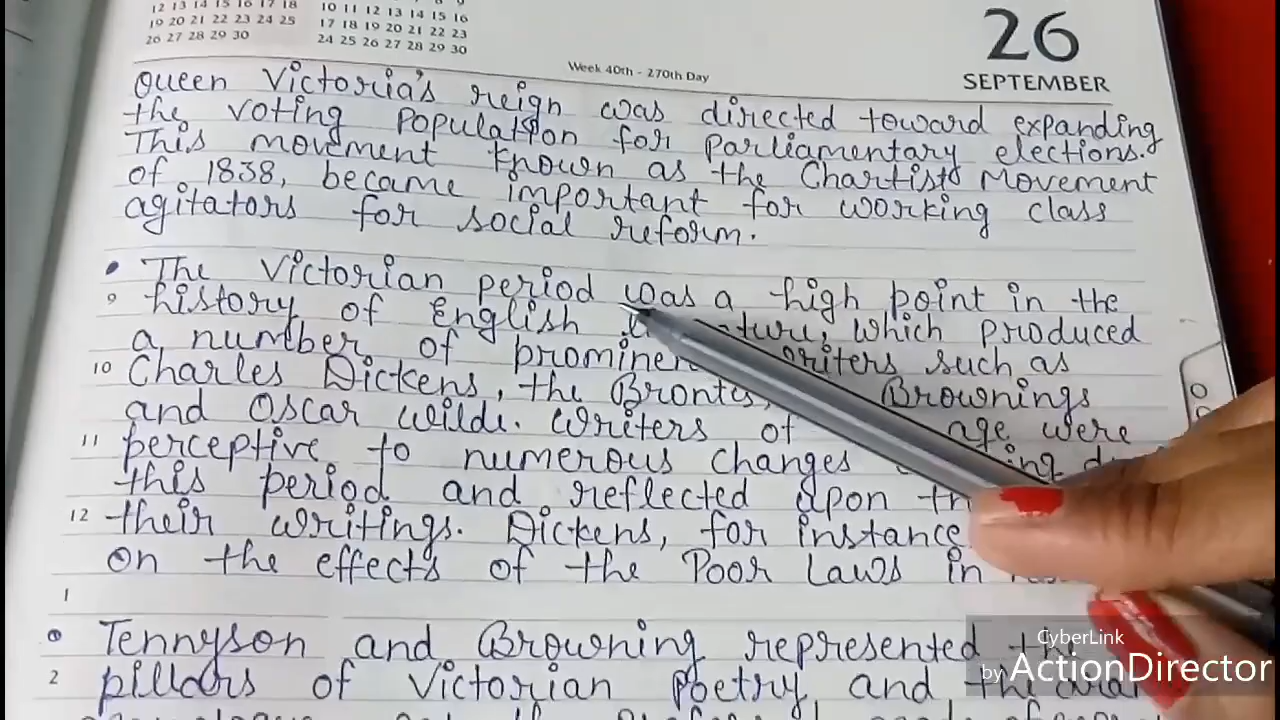 12 13 14 15 16 17 18
19 20 21 22 23 24 25
26 27 28 29 30
10 11 12 13 14 15 16
17 18 19 20 21 22 23
24 25 26 27 28 29 30
26
SEPTEMBER
Week 40th - 270th Day
Queen Victoria's reign was directed toward expanding
the voting population for parliamentary elections.
This movement known as the Chartists Movement
of 1838, became important for working class
agitators for social reform.
• The Victorian period was a high point in the
9 history of English which produced
a number of writers such as
10 Charles Dickens, the Brontes, Brownings
and Oscar Wilde. Writers of age were
11 perceptive to numerous changes
this period and reflected upon
12 their writings. Dickens, for instance
on the effects of the Poor Laws in
1
Tennyson and Browning represented the
2 pillars of Victorian poetry and the
CyberLink
by ActionDirector